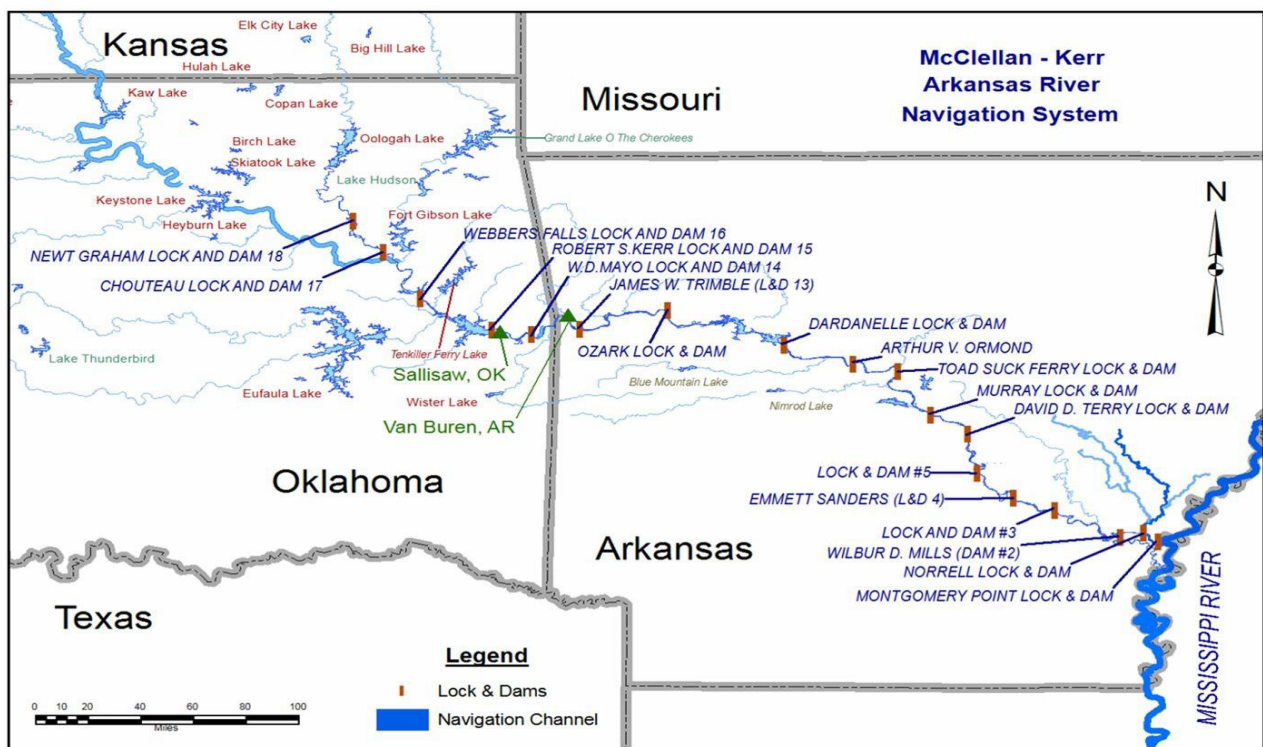 Elk City Lake
Big Hill Lake
Kansas
Hulah Lake
McClellan - Kerr
Arkansas River
Navigation System
Kaw Lake
Copan Lake
Missouri
Birch Lake
Oologah Lake
Grand Lake O The Cherokees
Skiatook Lake
Lake Hudson
N
Keystone Lake
Heyburn Lake
Fort Gibson Lake
WEBBERS FALLS LOCK AND DAM 16
ROBERT S.KERR LOCK AND DAM 15
NEWT GRAHAM LOCK AND DAM 18
W.D.MAYO LOCK AND DAM 14
CHOUTEAU LOCK AND DAM 17
JAMES W. TRIMBLE (L&D 13)
DARDANELLE LOCK & DAM
ARTHUR V. ORMOND
OZARK LOCK & DAM
Lake Thunderbird
Tenkiller Ferry Lake
TOAD SUCK FERRY LOCK & DAM
Sallisaw, OK
Blue Mountain Lake
MURRAY LOCK & DAM
Eufaula Lake
Wister Lake
Nimrod Lake
DAVID D. TERRY LOCK & DAM
Van Buren, AR
Oklahoma
LOCK & DAM #5
EMMETT SANDERS (L&D 4)
LOCK AND DAM #3
Arkansas
WILBUR D. MILLS (DAM #2)
NORRELL LOCK & DAM
MONTGOMERY POINT LOCK & DAM
MISSISSIPPI RIVER
Texas
Legend
Lock & Dams
Navigation Channel
0 10 20 40 60 80 100
Miles